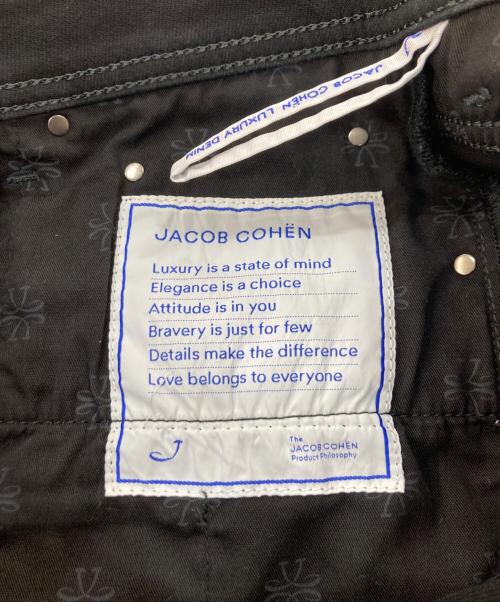 JACOB COHËN LUXURY DENIM
JACOB COHËN
Luxury is a state of mind
Elegance is a choice
Attitude is in you
Bravery is just for few
Details make the difference
Love belongs to everyone
J
The
JACOB COHËN
Product Philosophy